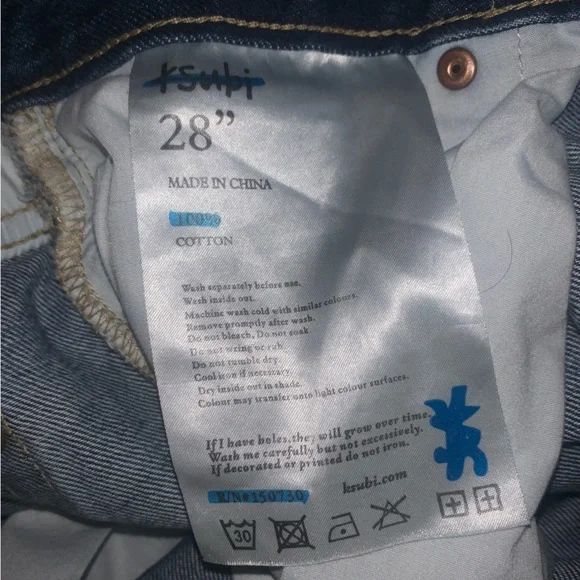 ksubi
28”
MADE IN CHINA
100%
COTTON
Wash separately before use.
Wash inside out.
Machine wash cold with similar colours.
Remove promptly after wash.
Do not bleach, Do not soak.
Do not wring or rub.
Do not tumble dry.
Cool iron if necessary.
Dry inside out in shade.
Colour may transfer onto light colour surfaces.
If I have holes, they will grow over time.
Wash me carefully but not excessively.
If decorated or printed do not iron.
R/N#150730
ksubi.com
30